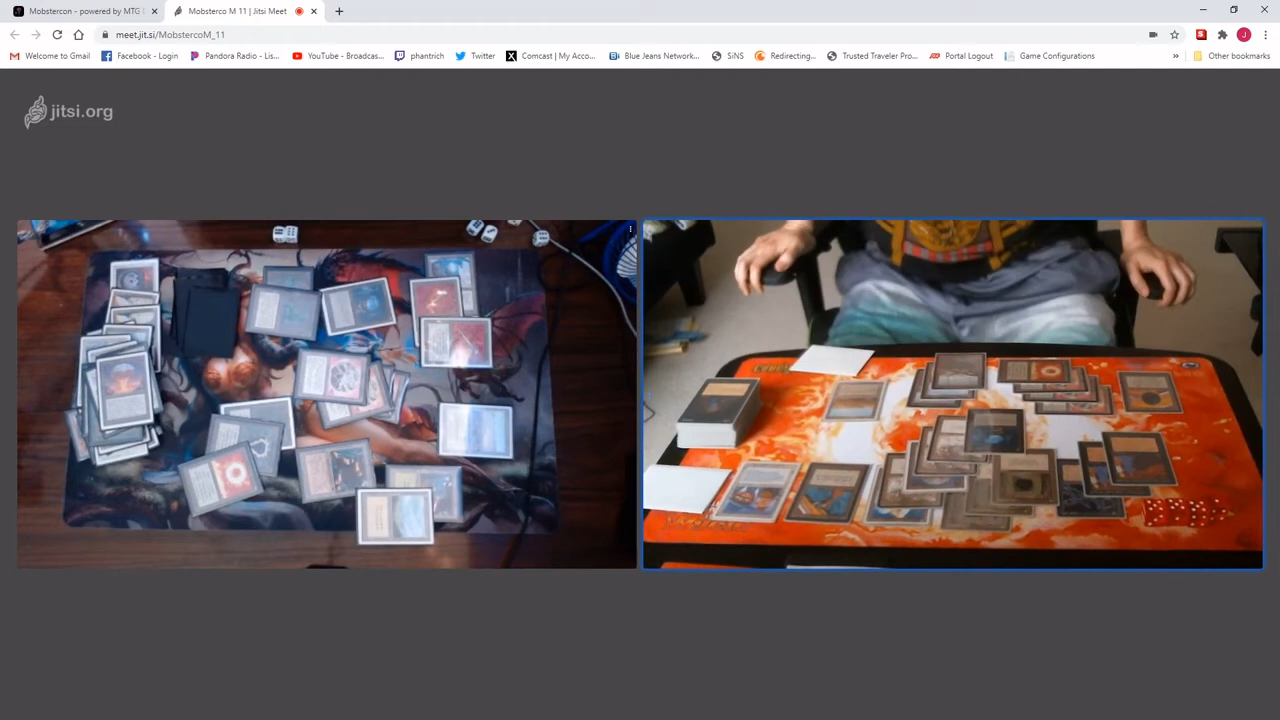 Mobstercon - powered by MTG
Mobsterco M 11 | Jitsi Meet
meet.jit.si/MobstercoM_11
Welcome to Gmail
Facebook - Login
Pandora Radio - Lis...
YouTube - Broadcas...
phantrich
Twitter
Comcast | My Acco...
Blue Jeans Network...
SiNS
Redirecting...
Trusted Traveler Pro...
Portal Logout
Game Configurations
»
Other bookmarks
J
jitsi.org